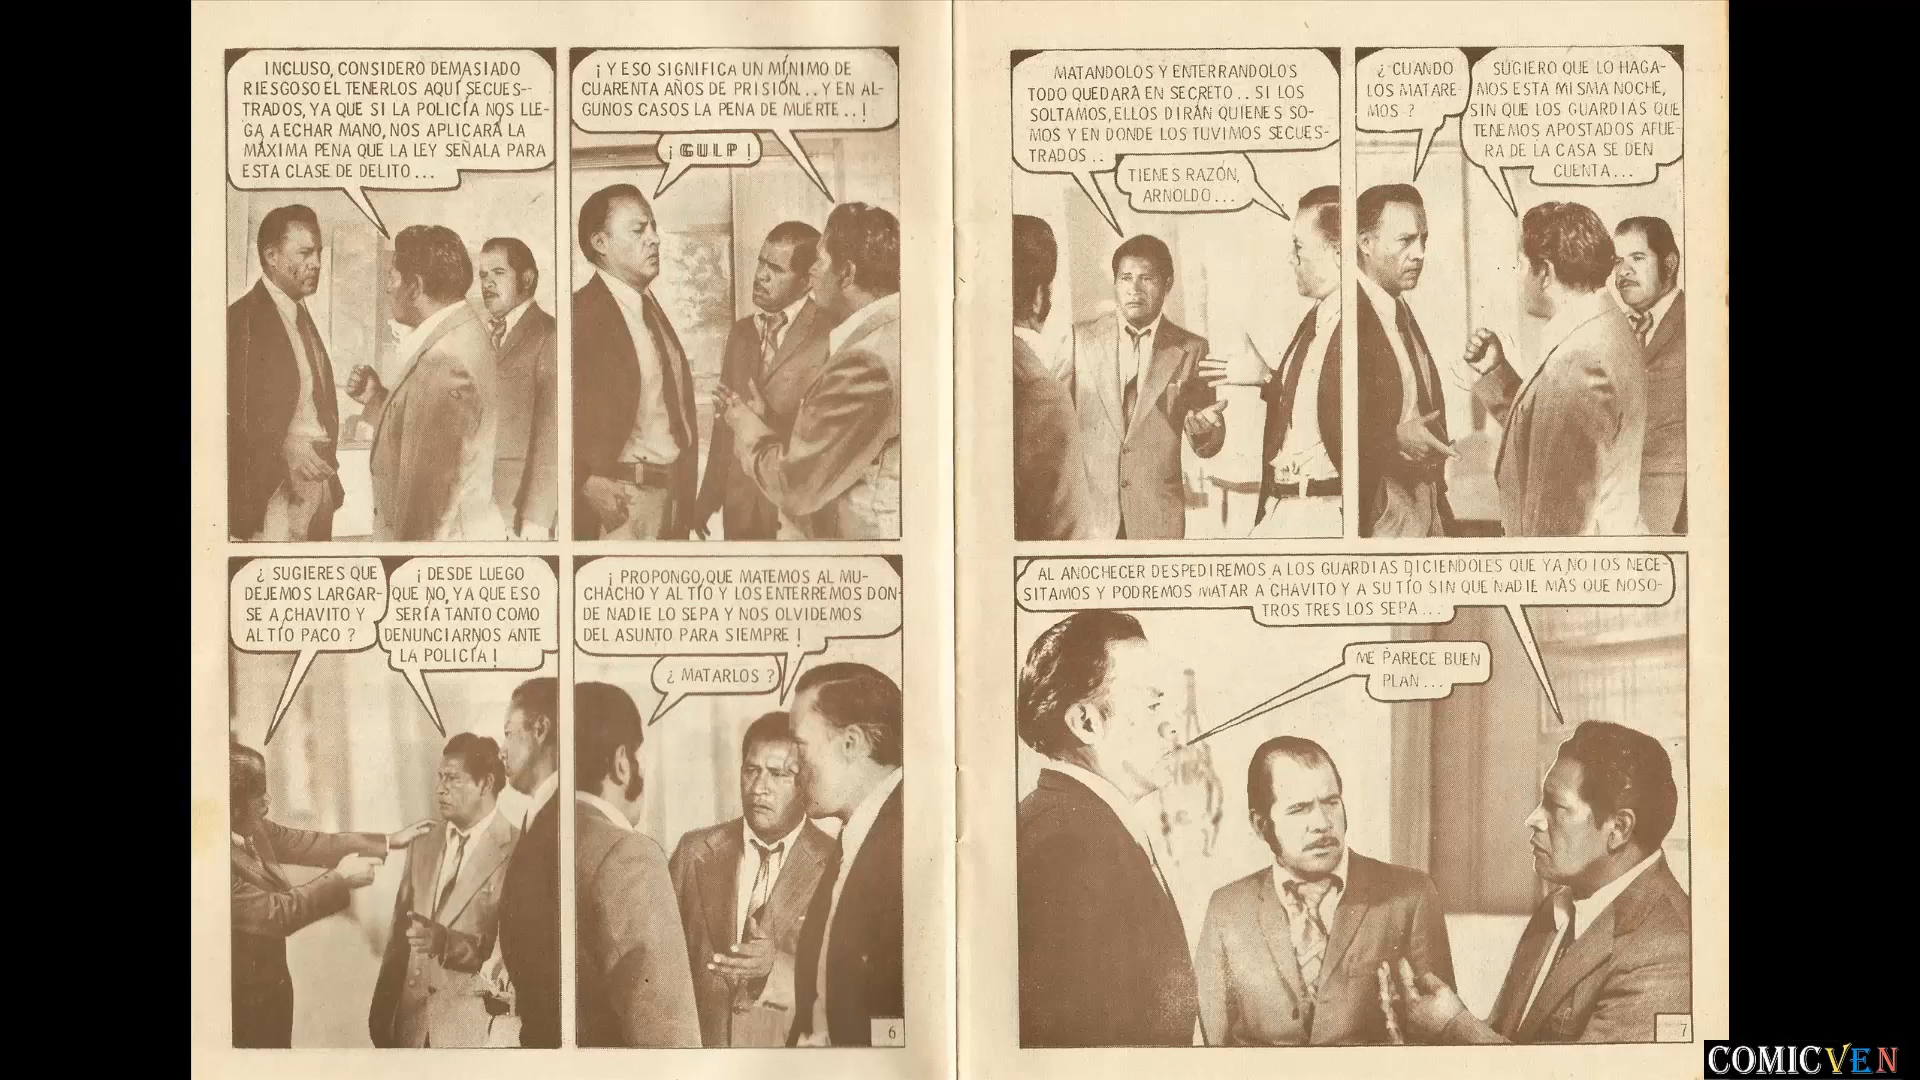 INCLUSO, CONSIDERO DEMASIADO
RIESGOSO EL TENERLOS AQUÍ SECUES--
TRADOS, YA QUE SI LA POLICÍA NOS LLE-
GA A ECHAR MANO, NOS APLICARÁ LA
MÁXIMA PENA QUE LA LEY SEÑALA PARA
ESTA CLASE DE DELITO...
¡ Y ESO SIGNIFICA UN MÍNIMO DE
CUARENTA AÑOS DE PRISIÓN... Y EN AL-
GUNOS CASOS LA PENA DE MUERTE..!
¡ GULP !
¿ SUGIERES QUE
DEJEMOS LARGAR-
SE A CHAVITO Y
AL TÍO PACO ?
¡ DESDE LUEGO
QUE NO, YA QUE ESO
SERÍA TANTO COMO
DENUNCIARNOS ANTE
LA POLICÍA !
¡ PROPONGO, QUE MATEMOS AL MU-
CHACHO Y AL TÍO Y LOS ENTERREMOS DON-
DE NADIE LO SEPA Y NOS OLVIDEMOS
DEL ASUNTO PARA SIEMPRE !
¿ MATARLOS ?
6
MATANDOLOS Y ENTERRANDOLOS
TODO QUEDARÁ EN SECRETO.. SI LOS
SOLTAMOS, ELLOS DIRÁN QUIENES SO-
MOS Y EN DONDE LOS TUVIMOS SECUES-
TRADOS..
TIENES RAZÓN,
ARNOLDO...
¿ CUANDO
LOS MATARE-
MOS ?
SUGIERO QUE LO HAGA-
MOS ESTA MISMA NOCHE,
SIN QUE LOS GUARDIAS QUE
TENEMOS APOSTADOS AFUE-
RA DE LA CASA SE DEN
CUENTA...
AL ANOCHECER DESPEDIREMOS A LOS GUARDIAS DICIENDOLES QUE YA NO LOS NECE-
SITAMOS Y PODREMOS MATAR A CHAVITO Y A SU TÍO SIN QUE NADIE MÁS QUE NOSO-
TROS TRES LOS SEPA...
ME PARECE BUEN
PLAN...
7
COMICVEN